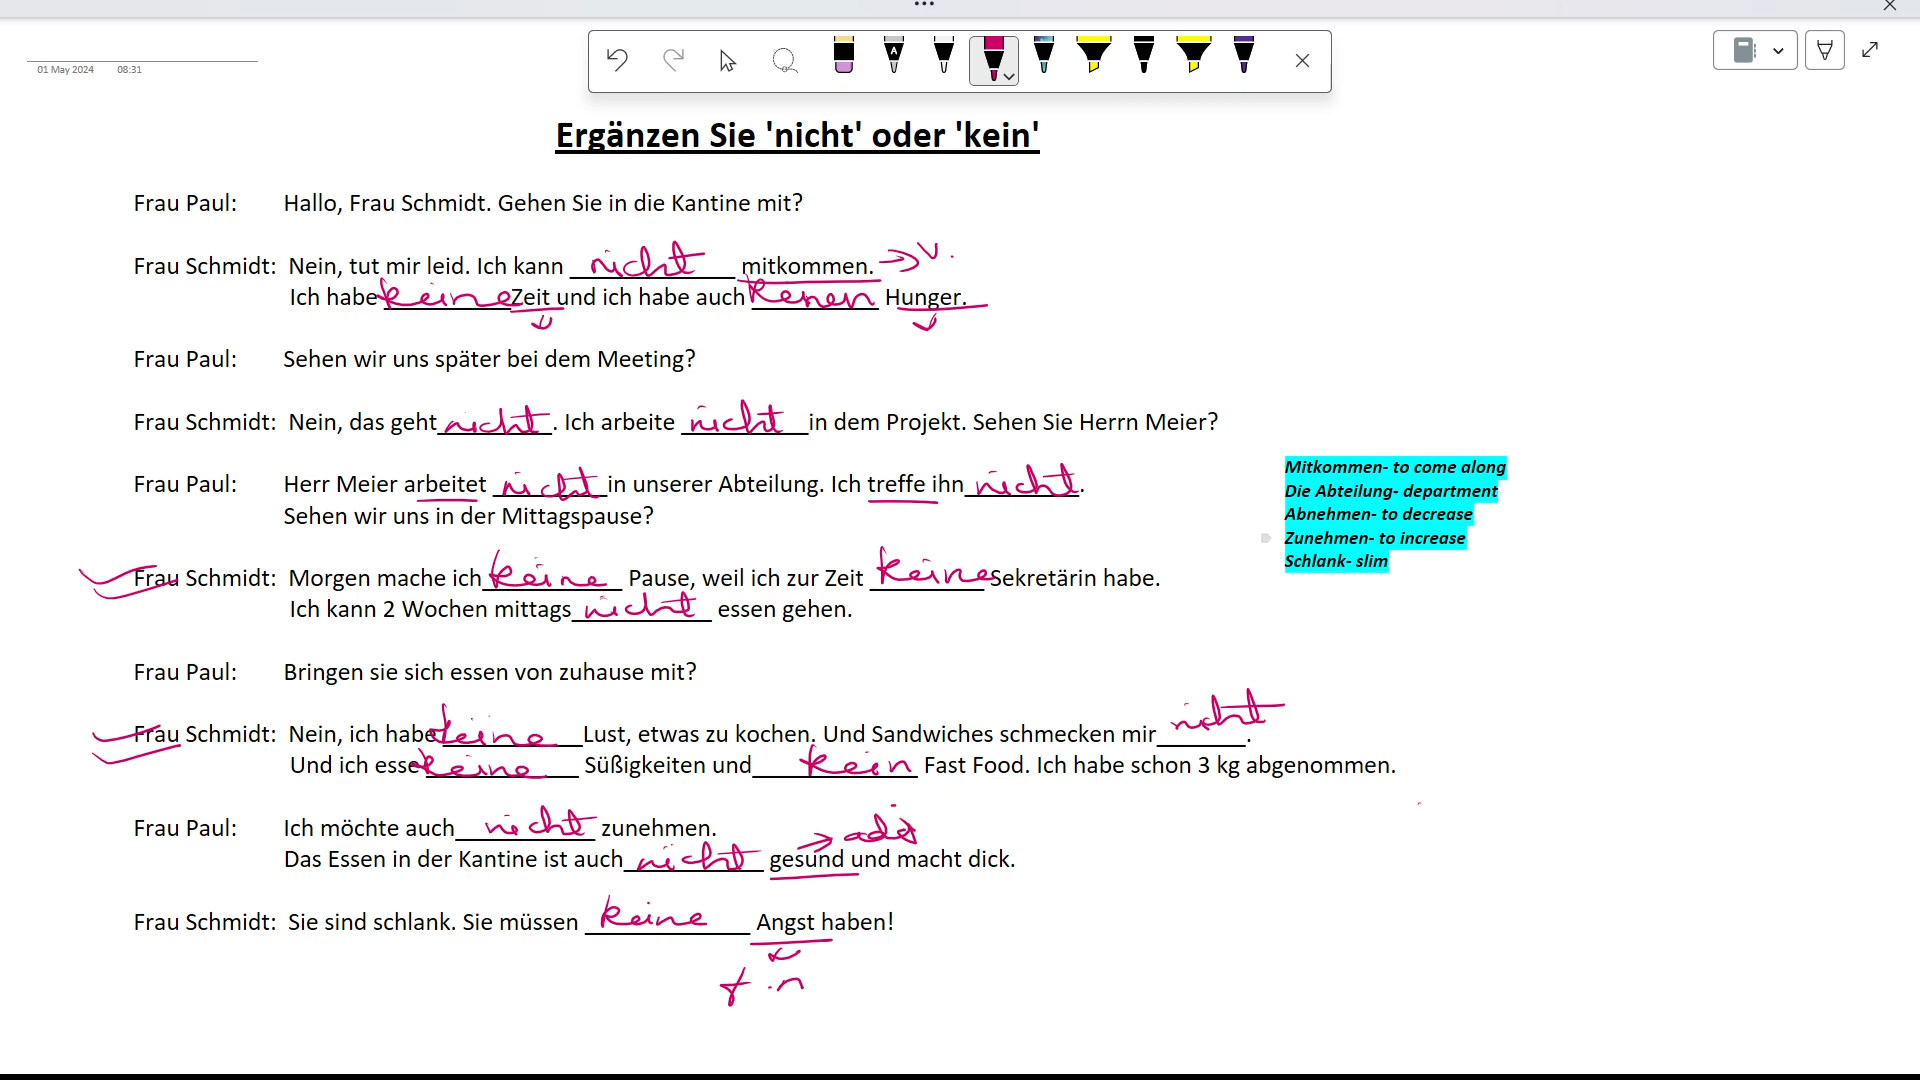 01 May 2024 08:31
Ergänzen Sie 'nicht' oder 'kein'
Frau Paul: Hallo, Frau Schmidt. Gehen Sie in die Kantine mit?
Frau Schmidt: Nein, tut mir leid. Ich kann nicht mitkommen. → V.
Ich habe keine Zeit und ich habe auch kenen Hunger.
Frau Paul: Sehen wir uns später bei dem Meeting?
Frau Schmidt: Nein, das geht nicht. Ich arbeite nicht in dem Projekt. Sehen Sie Herrn Meier?
Frau Paul: Herr Meier arbeitet nicht in unserer Abteilung. Ich treffe ihn nicht.
Sehen wir uns in der Mittagspause?
Mitkommen- to come along
Die Abteilung- department
Abnehmen- to decrease
Zunehmen- to increase
Schlank- slim
Frau Schmidt: Morgen mache ich keine Pause, weil ich zur Zeit keine Sekretärin habe.
Ich kann 2 Wochen mittags nicht essen gehen.
Frau Paul: Bringen sie sich essen von zuhause mit?
Frau Schmidt: Nein, ich habe keine Lust, etwas zu kochen. Und Sandwiches schmecken mir nicht.
Und ich esse keine Süßigkeiten und kein Fast Food. Ich habe schon 3 kg abgenommen.
Frau Paul: Ich möchte auch nicht zunehmen.
→ adj
Das Essen in der Kantine ist auch nicht gesund und macht dick.
Frau Schmidt: Sie sind schlank. Sie müssen keine Angst haben!
f.n